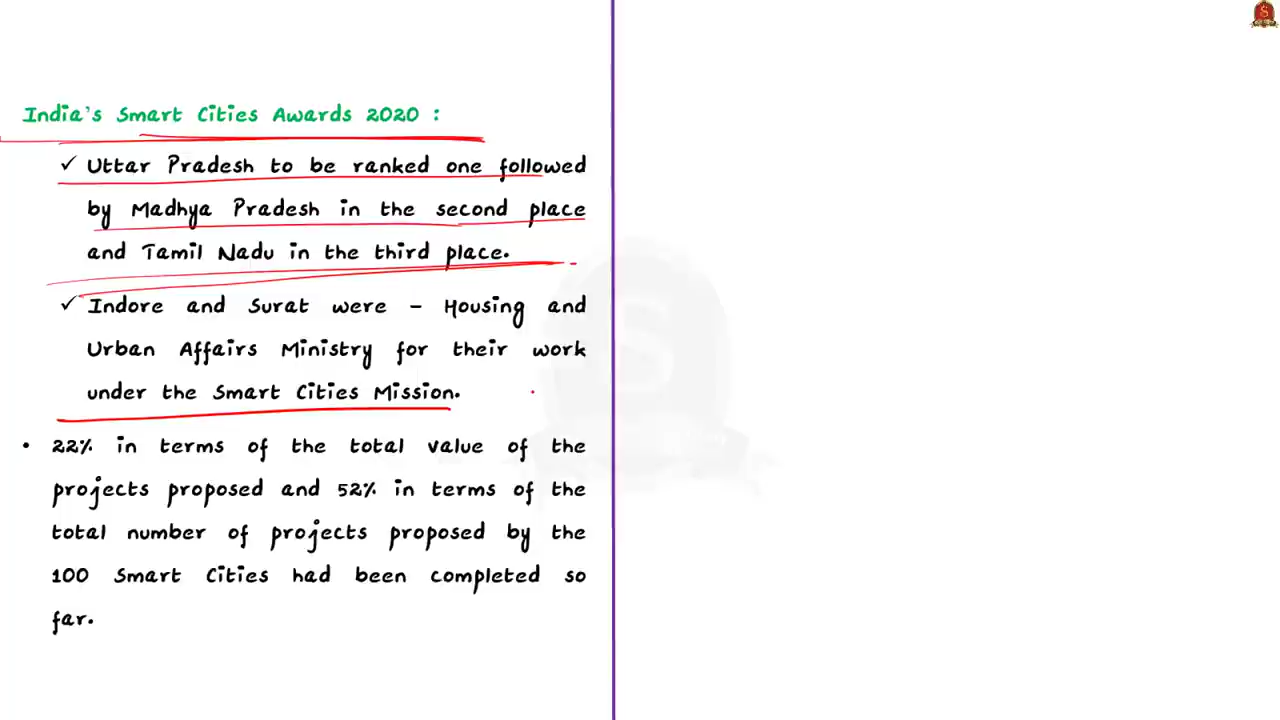 India's Smart Cities Awards 2020 :
✓ Uttar Pradesh to be ranked one followed
by Madhya Pradesh in the second place
and Tamil Nadu in the third place.
✓ Indore and Surat were – Housing and
Urban Affairs Ministry for their work
under the Smart Cities Mission.
• 22% in terms of the total value of the
projects proposed and 52% in terms of the
total number of projects proposed by the
100 Smart Cities had been completed so
far.